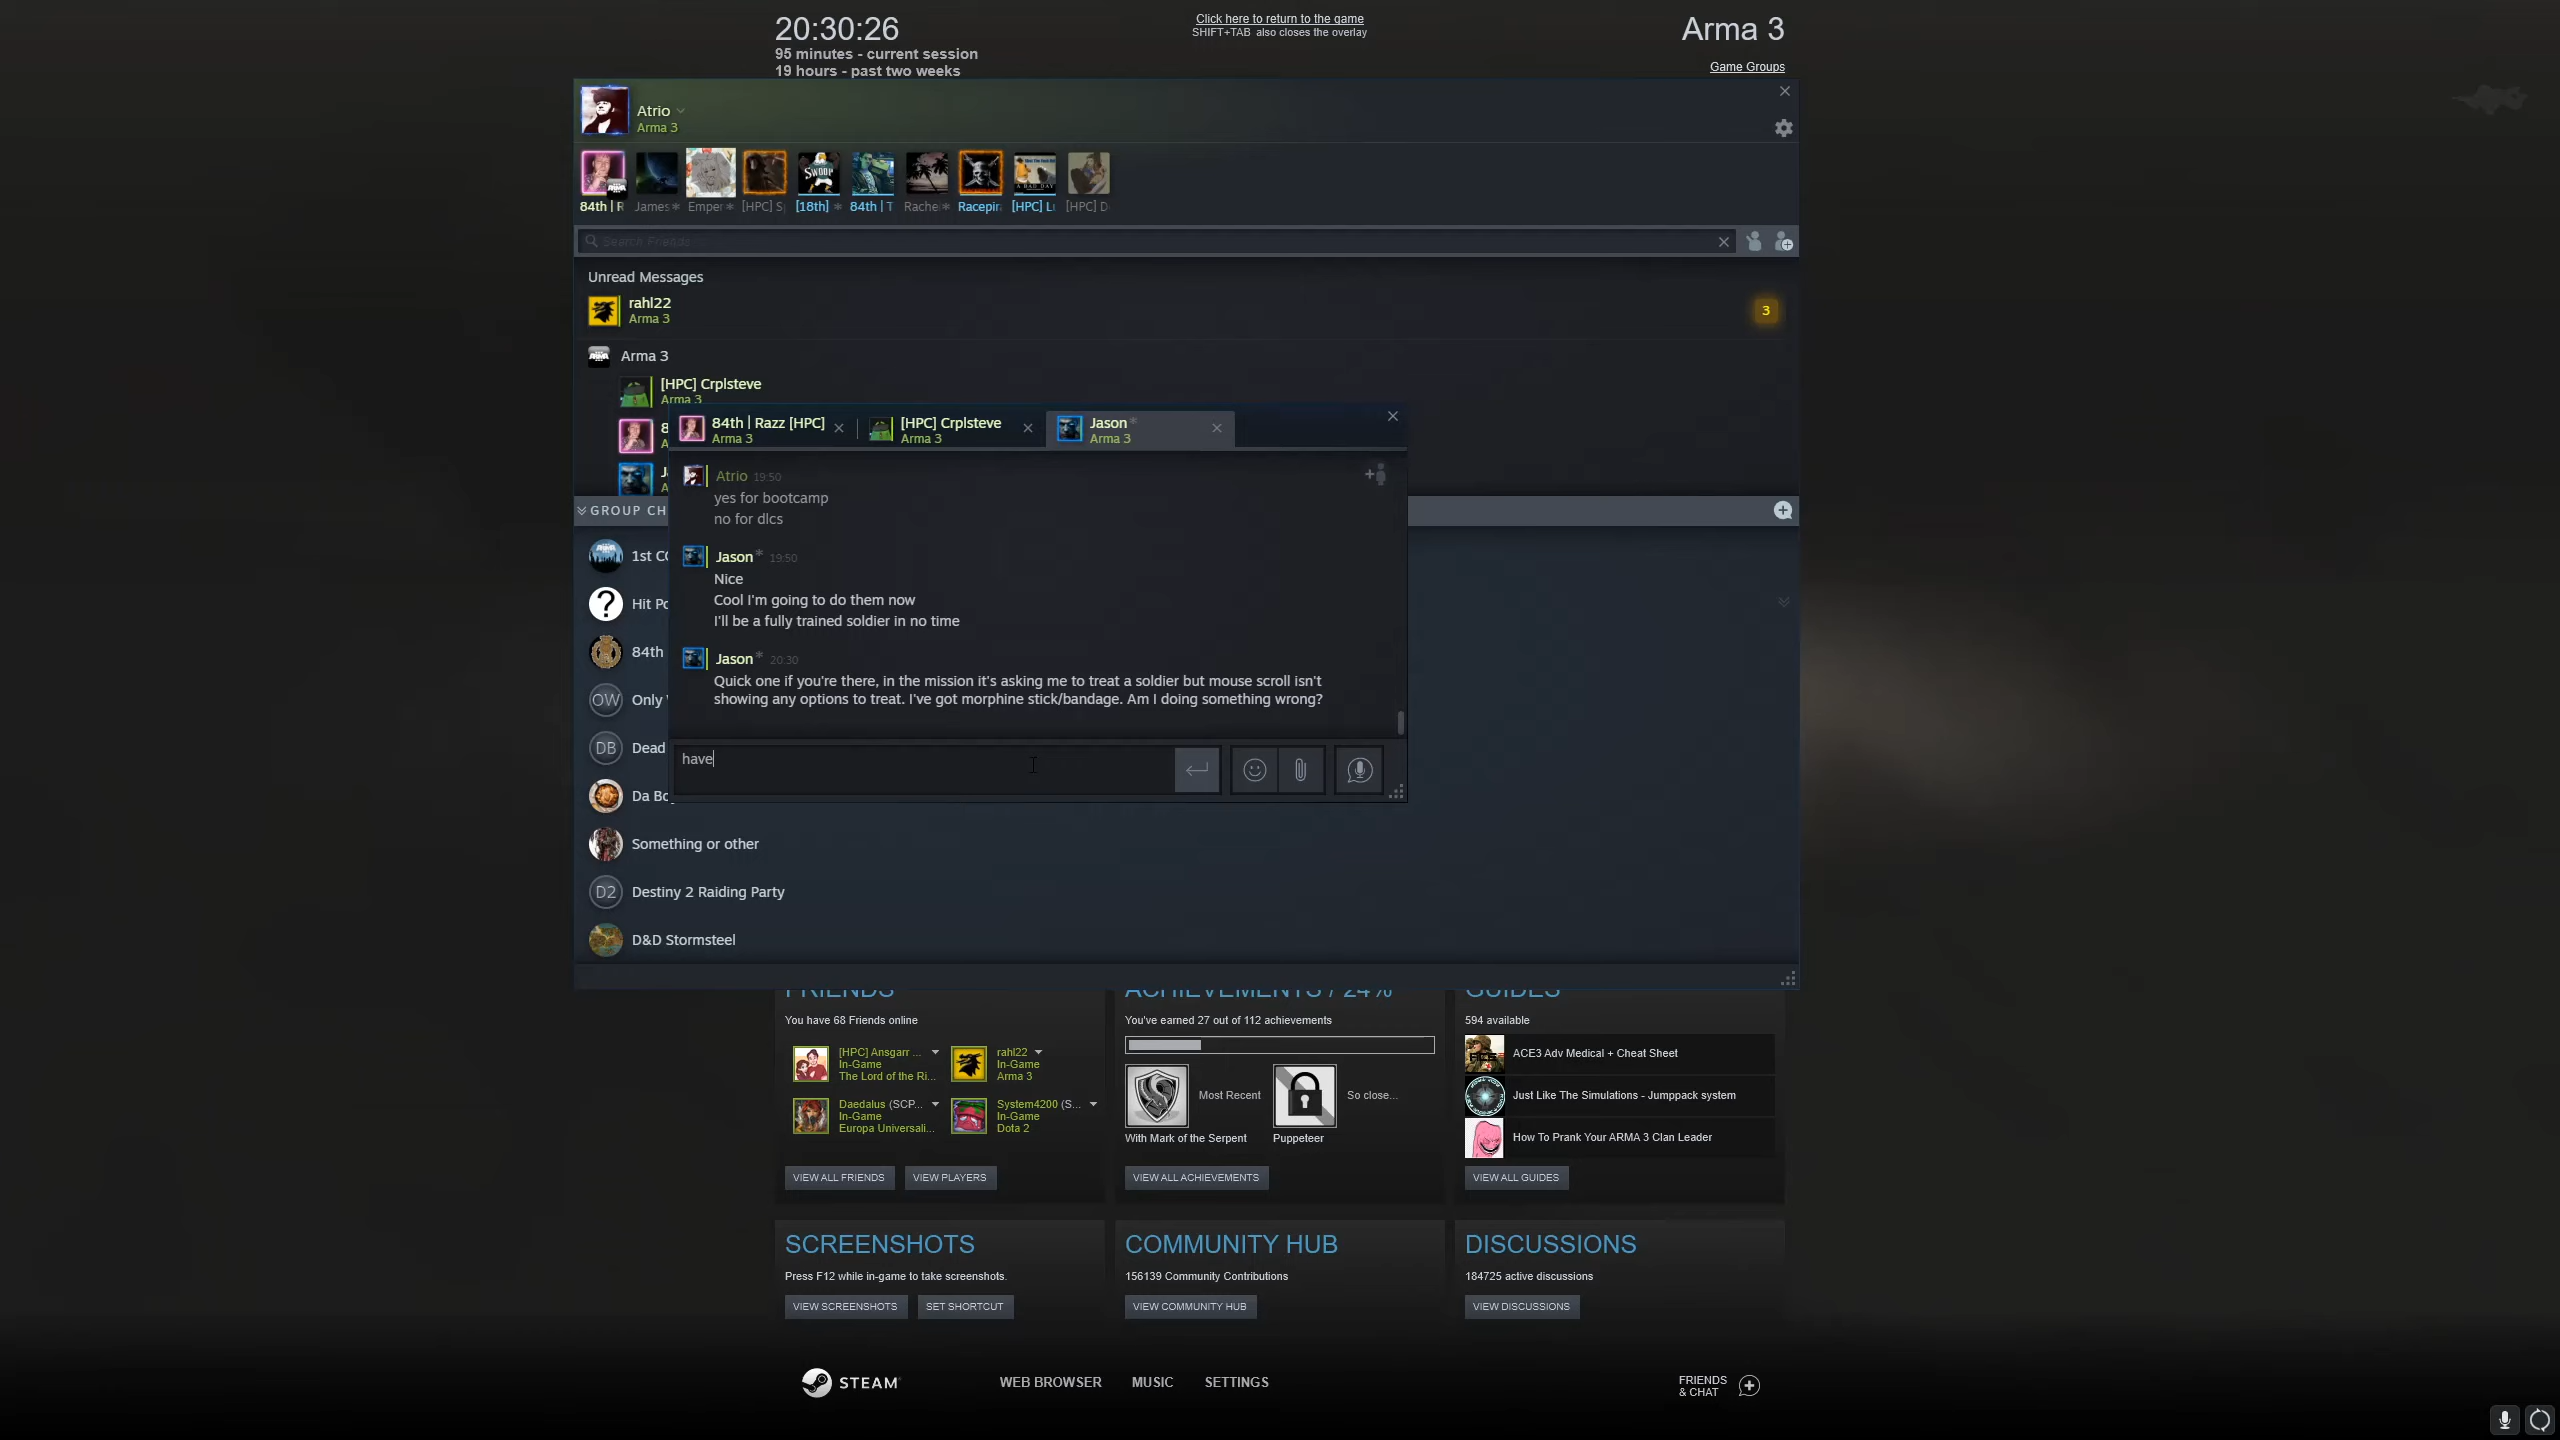 20:30:26
95 minutes - current session
19 hours - past two weeks
Click here to return to the game
SHIFT+TAB also closes the overlay
Arma 3
Game Groups
Atrio
Arma 3
84th | R
James*
Emper*
[HPC] S
[18th] *
84th | T
Rache*
Racepir
[HPC] L
[HPC] D
SWOOP
Search Friends
Unread Messages
rahl22
Arma 3
3
Arma 3
[HPC] Crplsteve
Arma 3
84th | Razz [HPC]
Arma 3
[HPC] Crplsteve
Arma 3
Jason*
Arma 3
Atrio 19:50
yes for bootcamp
no for dlcs
Jason* 19:50
Nice
Cool I'm going to do them now
I'll be a fully trained soldier in no time
Jason* 20:30
Quick one if you're there, in the mission it's asking me to treat a soldier but mouse scroll isn't
showing any options to treat. I've got morphine stick/bandage. Am I doing something wrong?
have
GROUP CH
1st CO
Hit Po
84th
OW Only
DB Dead
Da Bo
Something or other
D2 Destiny 2 Raiding Party
D&D Stormsteel
FRIENDS
You have 68 Friends online
[HPC] Ansgarr ...
In-Game
The Lord of the Ri...
rahl22
In-Game
Arma 3
Daedalus (SCP...
In-Game
Europa Universali...
System4200 (S...
In-Game
Dota 2
VIEW ALL FRIENDS
VIEW PLAYERS
ACHIEVEMENTS / 24%
You've earned 27 out of 112 achievements
Most Recent
So close...
With Mark of the Serpent
Puppeteer
VIEW ALL ACHIEVEMENTS
GUIDES
594 available
ACE3 Adv Medical + Cheat Sheet
Just Like The Simulations - Jumppack system
How To Prank Your ARMA 3 Clan Leader
VIEW ALL GUIDES
SCREENSHOTS
Press F12 while in-game to take screenshots.
VIEW SCREENSHOTS
SET SHORTCUT
COMMUNITY HUB
156139 Community Contributions
VIEW COMMUNITY HUB
DISCUSSIONS
184725 active discussions
VIEW DISCUSSIONS
STEAM
WEB BROWSER
MUSIC
SETTINGS
FRIENDS
& CHAT